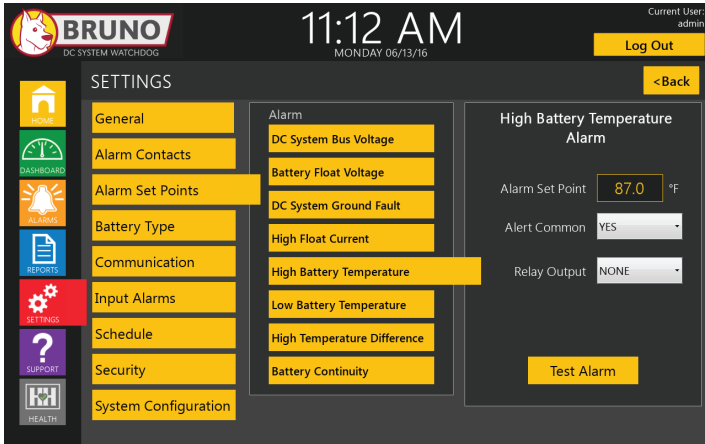 BRUNO
DC SYSTEM WATCHDOG
11:12 AM
MONDAY 06/13/16
Current User:
admin
Log Out
SETTINGS
<Back
HOME
DASHBOARD
ALARMS
REPORTS
SETTINGS
SUPPORT
HEALTH
General
Alarm Contacts
Alarm Set Points
Battery Type
Communication
Input Alarms
Schedule
Security
System Configuration
Alarm
DC System Bus Voltage
Battery Float Voltage
DC System Ground Fault
High Float Current
High Battery Temperature
Low Battery Temperature
High Temperature Difference
Battery Continuity
High Battery Temperature
Alarm
Alarm Set Point 87.0 °F
Alert Common YES
Relay Output NONE
Test Alarm